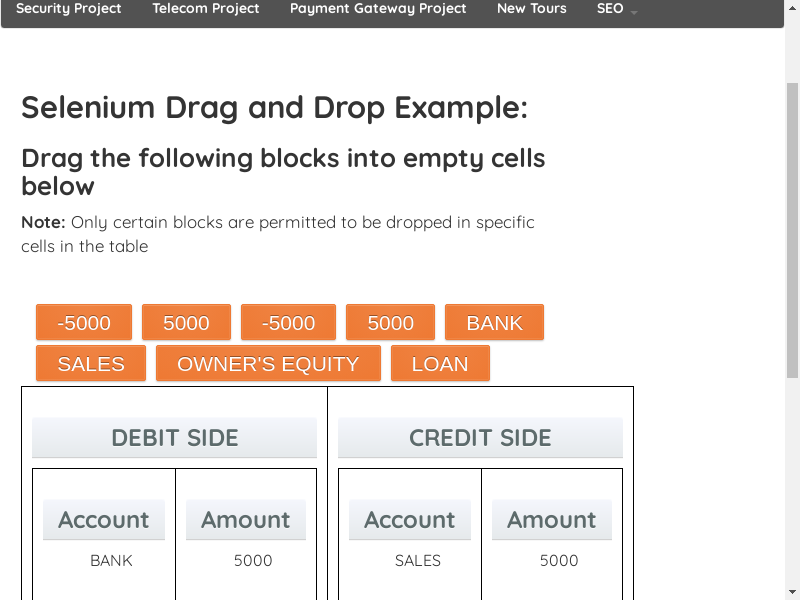 Security Project Telecom Project Payment Gateway Project New Tours SEO
Selenium Drag and Drop Example:
Drag the following blocks into empty cells
below
Note: Only certain blocks are permitted to be dropped in specific
cells in the table
-5000 5000 -5000 5000 BANK
SALES OWNER'S EQUITY LOAN
DEBIT SIDE CREDIT SIDE
Account Amount Account Amount
BANK 5000 SALES 5000